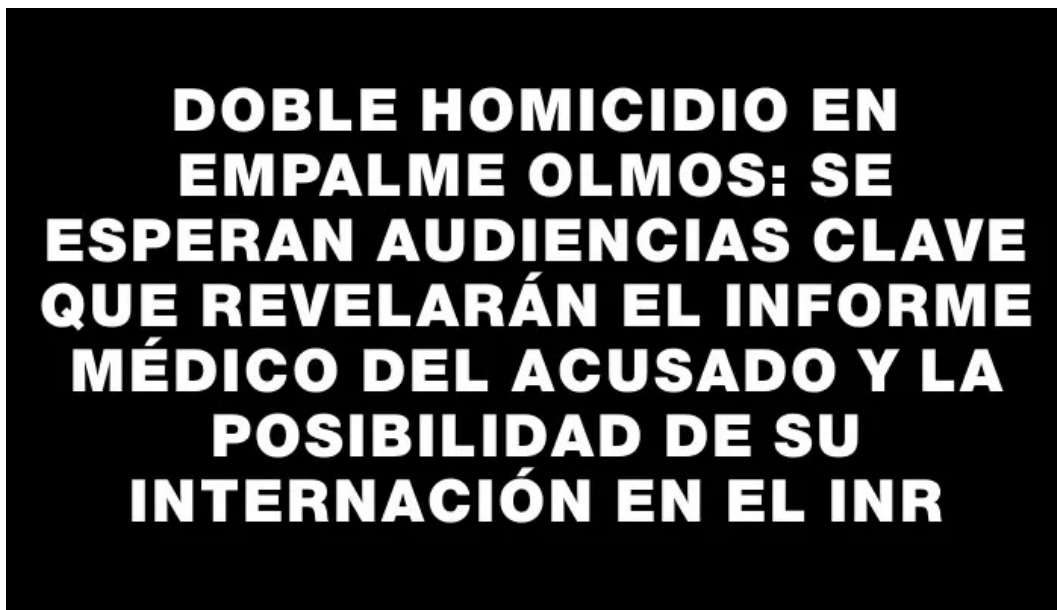 DOBLE HOMICIDIO EN
EMPALME OLMOS: SE
ESPERAN AUDIENCIAS CLAVE
QUE REVELARÁN EL INFORME
MÉDICO DEL ACUSADO Y LA
POSIBILIDAD DE SU
INTERNACIÓN EN EL INR